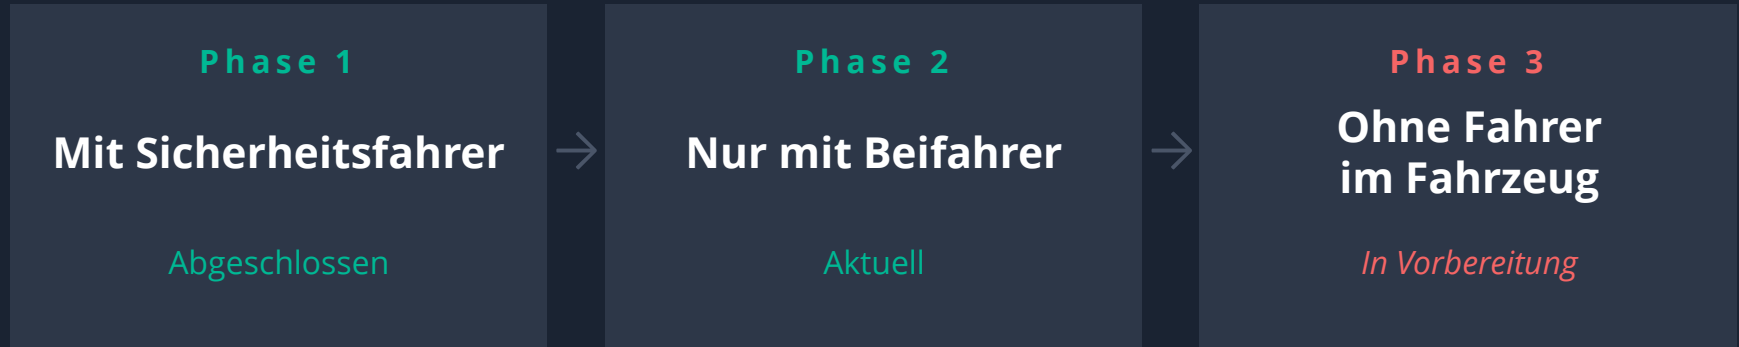 Phase 1
Mit Sicherheitsfahrer
Abgeschlossen
Phase 2
Nur mit Beifahrer
Aktuell
Phase 3
Ohne Fahrer
im Fahrzeug
In Vorbereitung